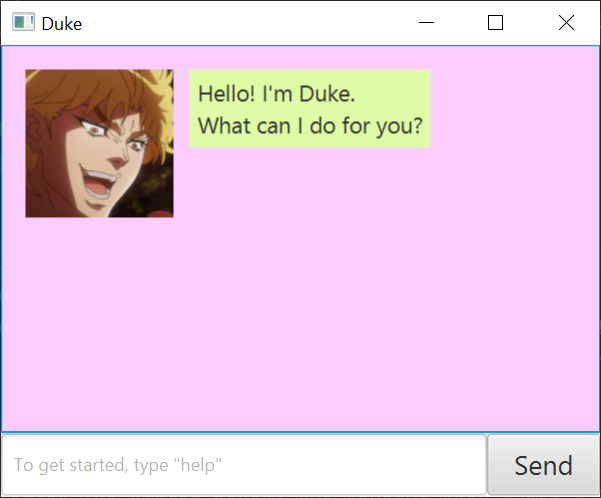 Duke
Hello! I'm Duke.
What can I do for you?
To get started, type "help"
Send